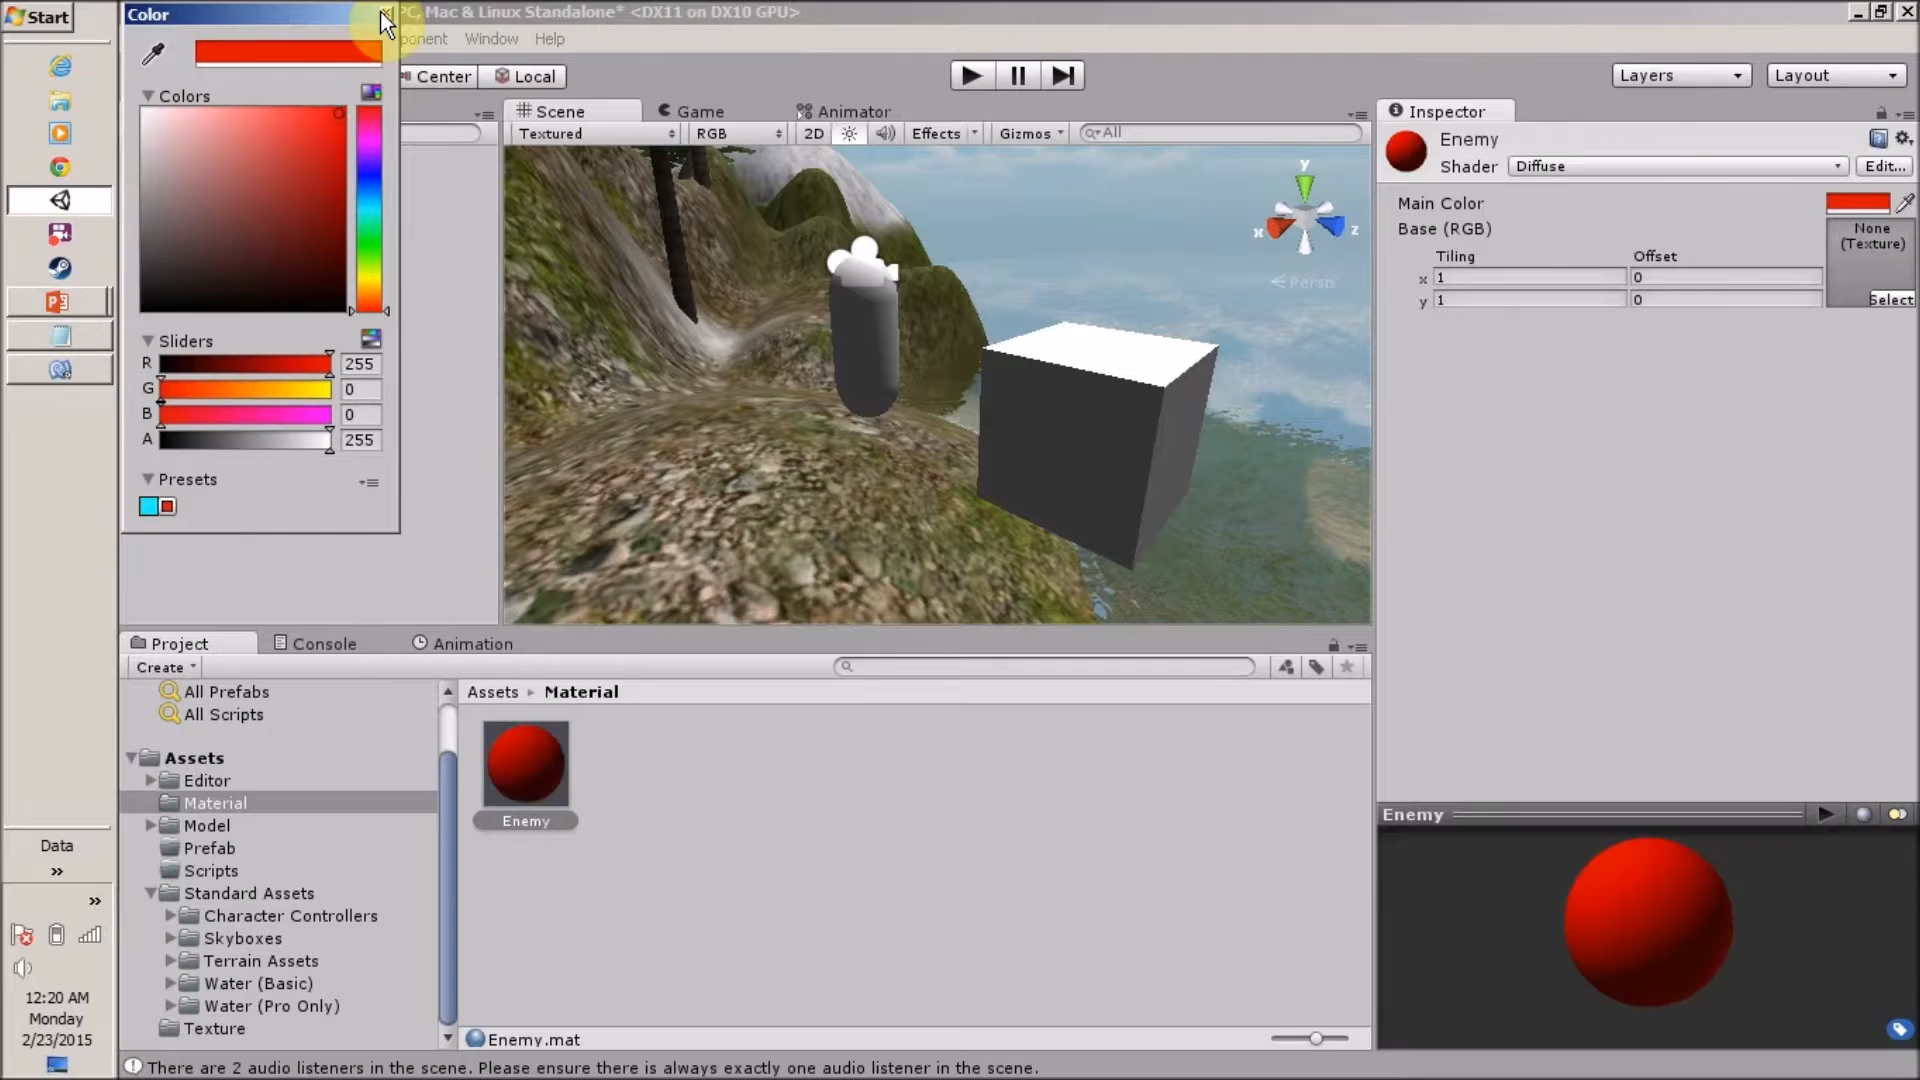 Start
Color
PC, Mac & Linux Standalone* <DX11 on DX10 GPU>
ponent Window Help
Center
Local
Layers
Layout
Colors
Scene
Game
Animator
Inspector
Textured
RGB
2D
Effects
Gizmos
All
Enemy
Shader
Diffuse
Edit...
Main Color
Base (RGB)
None
(Texture)
Tiling
Offset
x 1
0
y 1
0
Select
y
x
z
Persp
Sliders
R 255
G 0
B 0
A 255
Presets
Project
Console
Animation
Create
All Prefabs
All Scripts
Assets
Editor
Material
Model
Prefab
Scripts
Standard Assets
Character Controllers
Skyboxes
Terrain Assets
Water (Basic)
Water (Pro Only)
Texture
Assets Material
Enemy
Enemy.mat
Enemy
Data
»
»
12:20 AM
Monday
2/23/2015
There are 2 audio listeners in the scene. Please ensure there is always exactly one audio listener in the scene.